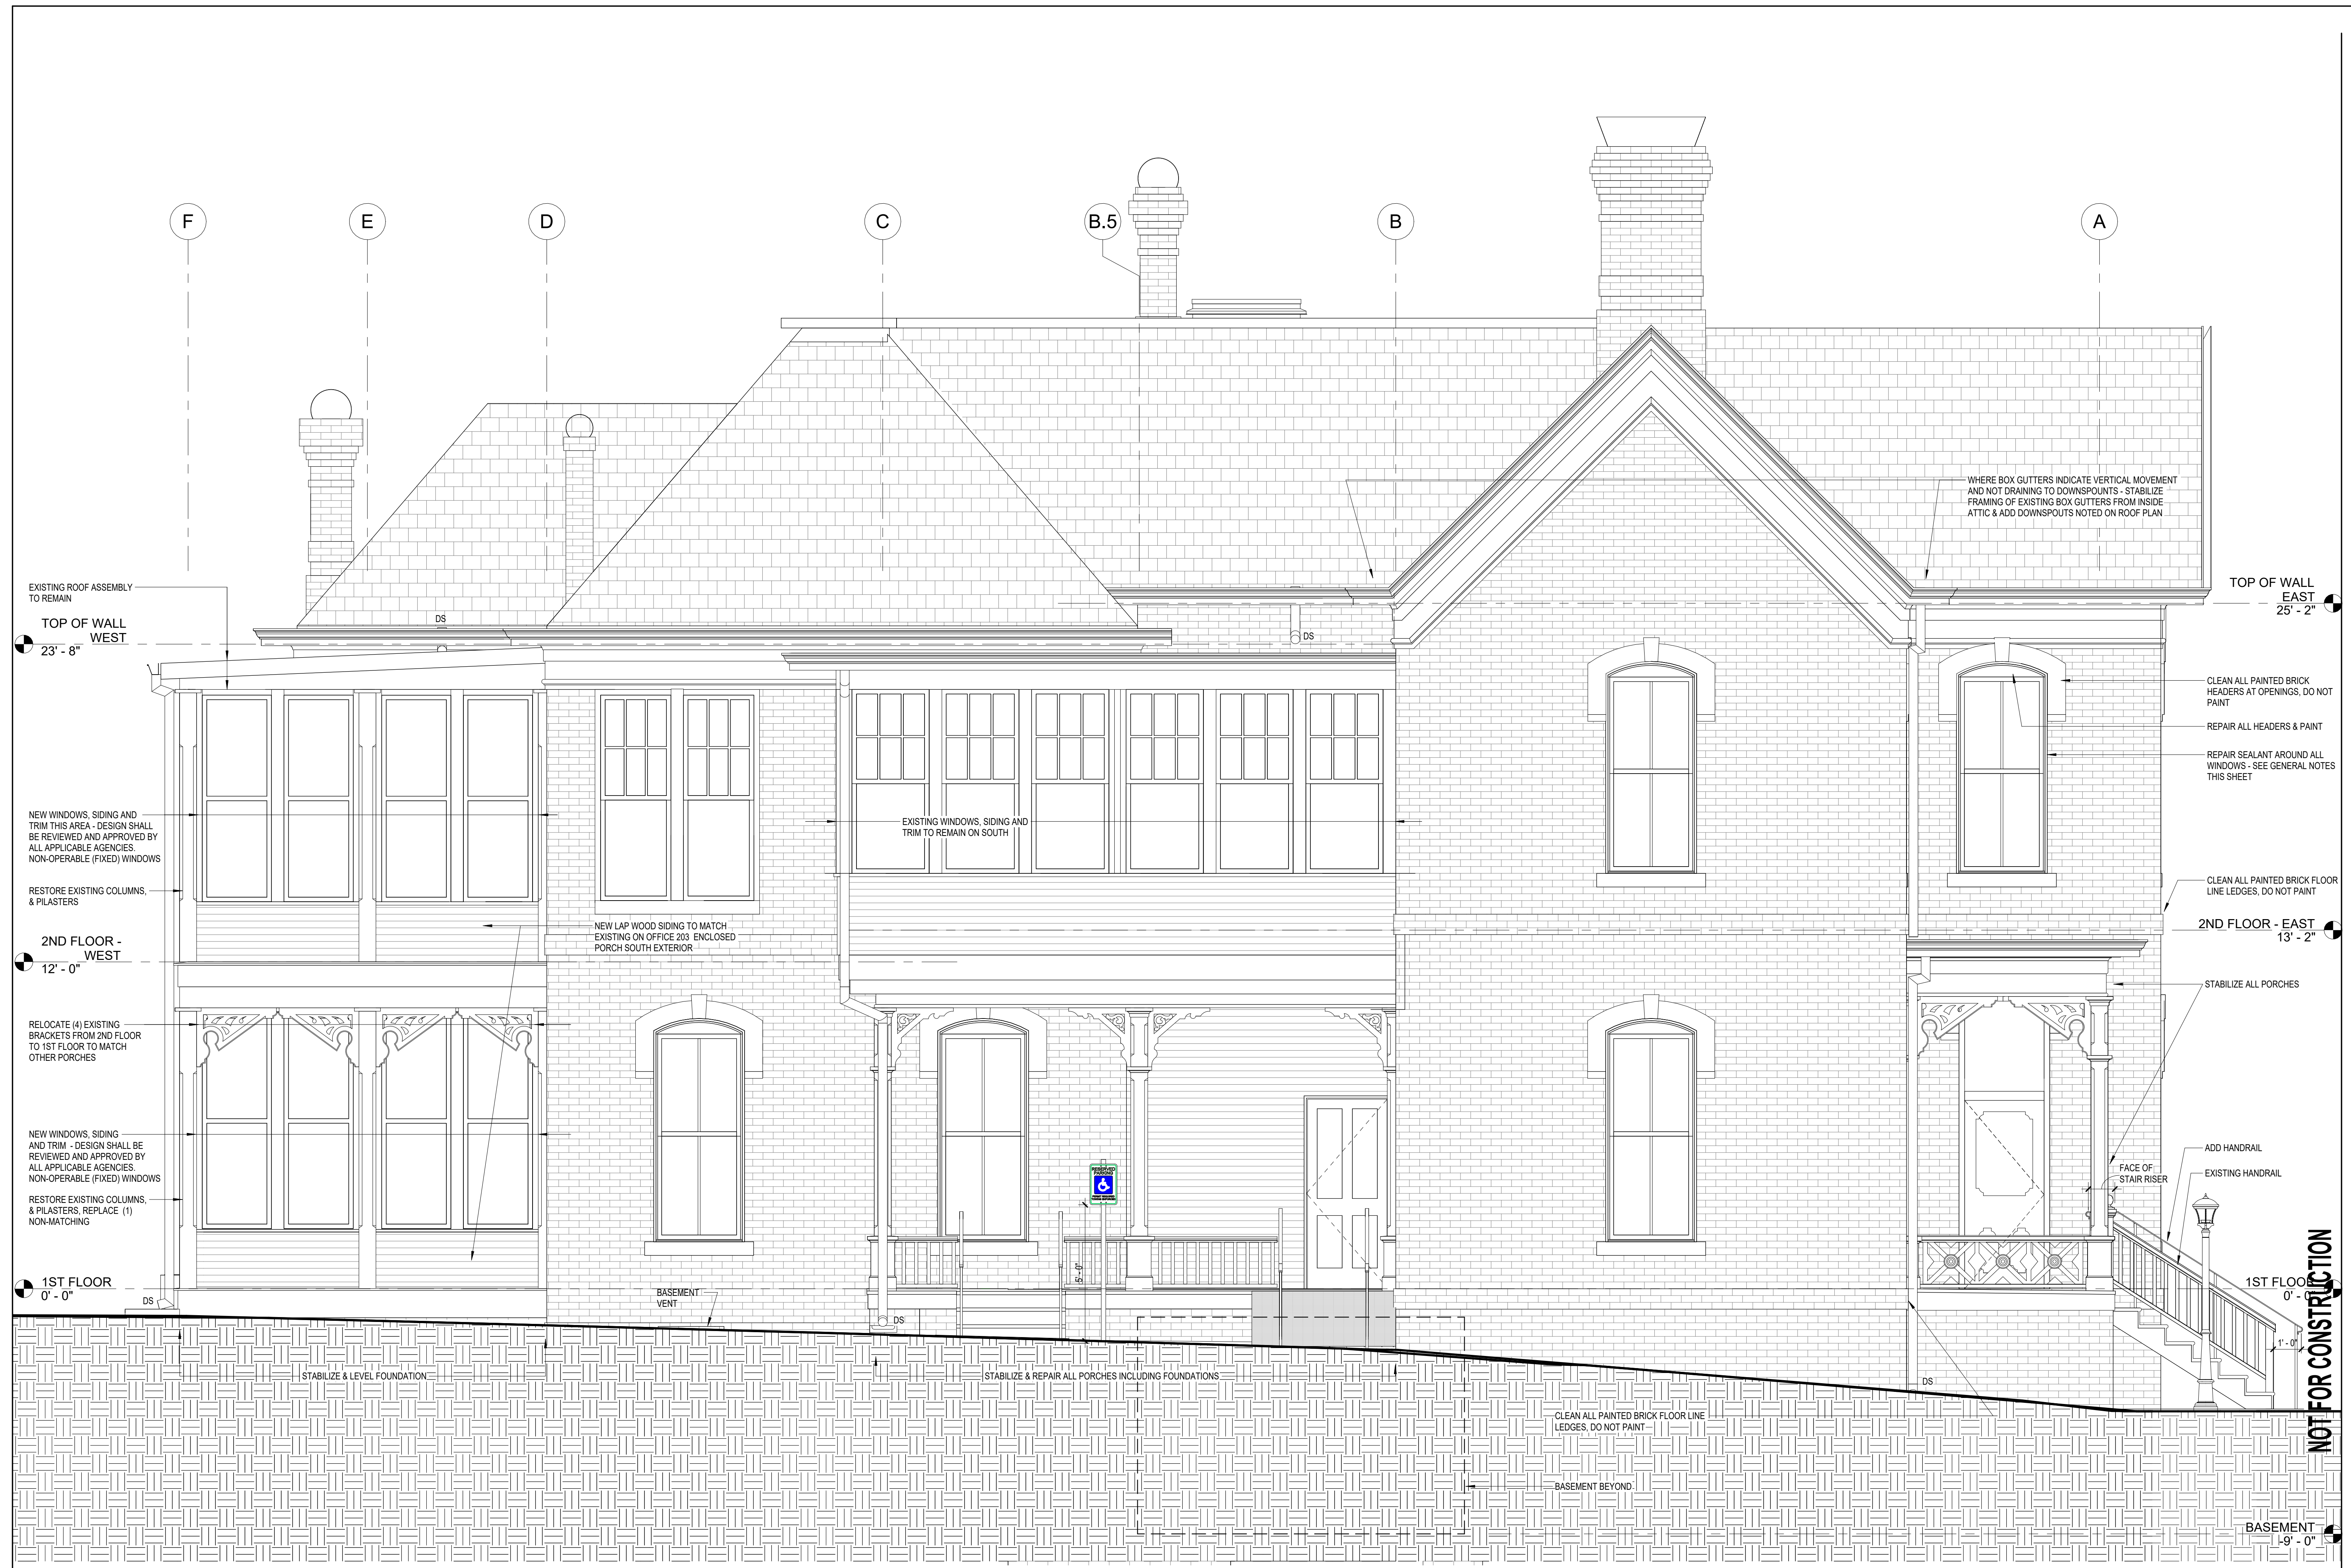 F
E
D
C
B.5
B
A
WHERE BOX GUTTERS INDICATE VERTICAL MOVEMENT
AND NOT DRAINING TO DOWNSPOUNTS - STABILIZE
FRAMING OF EXISTING BOX GUTTERS FROM INSIDE
ATTIC & ADD DOWNSPOUTS NOTED ON ROOF PLAN
EXISTING ROOF ASSEMBLY
TO REMAIN
TOP OF WALL
WEST
23' - 8"
DS
DS
TOP OF WALL
EAST
25' - 2"
CLEAN ALL PAINTED BRICK
HEADERS AT OPENINGS, DO NOT
PAINT
REPAIR ALL HEADERS & PAINT
REPAIR SEALANT AROUND ALL
WINDOWS - SEE GENERAL NOTES
THIS SHEET
NEW WINDOWS, SIDING AND
TRIM THIS AREA - DESIGN SHALL
BE REVIEWED AND APPROVED BY
ALL APPLICABLE AGENCIES.
NON-OPERABLE (FIXED) WINDOWS
EXISTING WINDOWS, SIDING AND
TRIM TO REMAIN ON SOUTH
RESTORE EXISTING COLUMNS,
& PILASTERS
CLEAN ALL PAINTED BRICK FLOOR
LINE LEDGES, DO NOT PAINT
NEW LAP WOOD SIDING TO MATCH
EXISTING ON OFFICE 203 ENCLOSED
PORCH SOUTH EXTERIOR
2ND FLOOR -
WEST
12' - 0"
2ND FLOOR - EAST
13' - 2"
STABILIZE ALL PORCHES
RELOCATE (4) EXISTING
BRACKETS FROM 2ND FLOOR
TO 1ST FLOOR TO MATCH
OTHER PORCHES
NEW WINDOWS, SIDING
AND TRIM - DESIGN SHALL BE
REVIEWED AND APPROVED BY
ALL APPLICABLE AGENCIES.
NON-OPERABLE (FIXED) WINDOWS
RESTORE EXISTING COLUMNS,
& PILASTERS, REPLACE (1)
NON-MATCHING
RESERVED
PARKING
5' - 0"
ADD HANDRAIL
FACE OF
STAIR RISER
EXISTING HANDRAIL
1ST FLOOR
0' - 0"
DS
BASEMENT
VENT
DS
1ST FLOOR
0' - 0"
1' - 0"
NOT FOR CONSTRUCTION
STABILIZE & LEVEL FOUNDATION
STABILIZE & REPAIR ALL PORCHES INCLUDING FOUNDATIONS
DS
CLEAN ALL PAINTED BRICK FLOOR LINE
LEDGES, DO NOT PAINT
BASEMENT BEYOND
BASEMENT
-9' - 0"